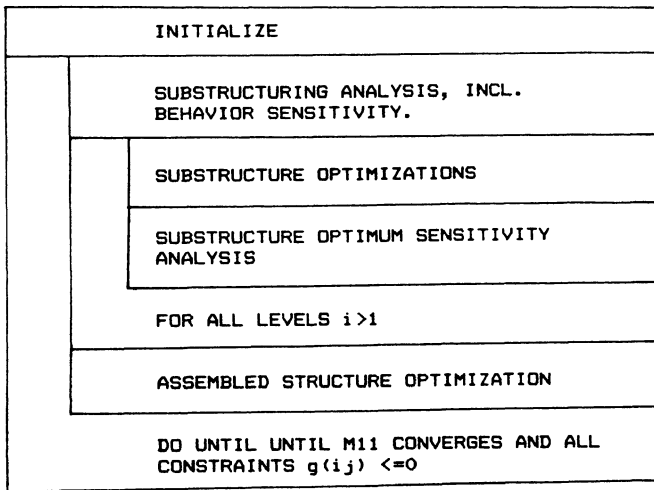 INITIALIZE
SUBSTRUCTURING ANALYSIS, INCL.
BEHAVIOR SENSITIVITY.
SUBSTRUCTURE OPTIMIZATIONS
SUBSTRUCTURE OPTIMUM SENSITIVITY
ANALYSIS
FOR ALL LEVELS i>1
ASSEMBLED STRUCTURE OPTIMIZATION
DO UNTIL UNTIL M11 CONVERGES AND ALL
CONSTRAINTS g(ij) <=0